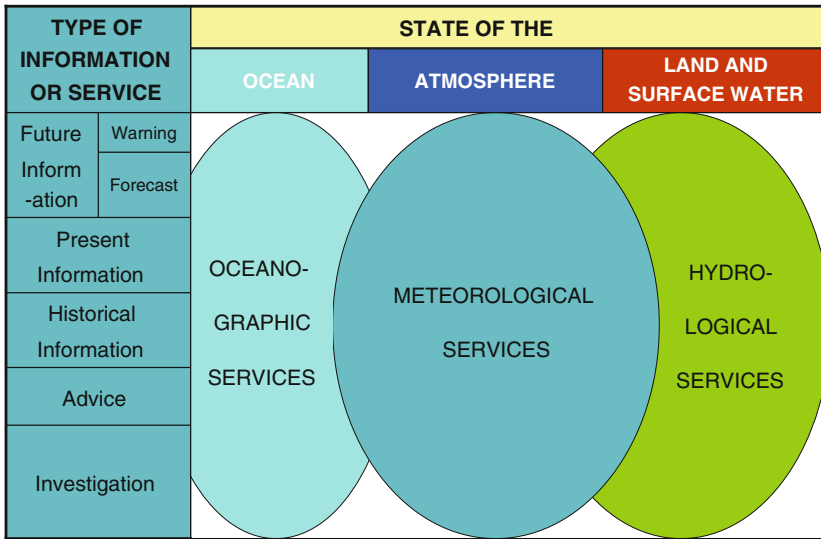 TYPE OF
INFORMATION
OR SERVICE
STATE OF THE
OCEAN
ATMOSPHERE
LAND AND
SURFACE WATER
Future
Inform
-ation
Warning
Forecast
Present
Information
Historical
Information
Advice
Investigation
OCEANO-
GRAPHIC
SERVICES
METEOROLOGICAL
SERVICES
HYDRO-
LOGICAL
SERVICES